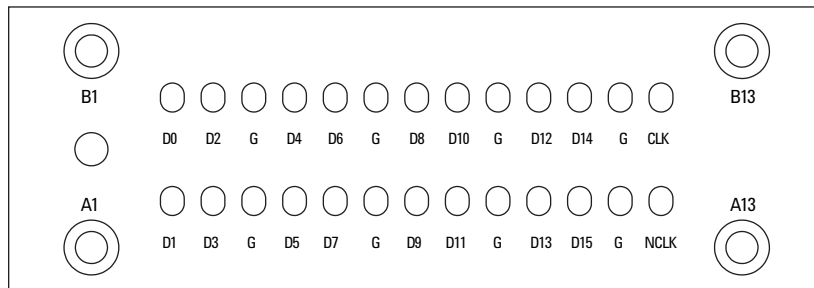 B1 B13
D0 D2 G D4 D6 G D8 D10 G D12 D14 G CLK
A1 A13
D1 D3 G D5 D7 G D9 D11 G D13 D15 G NCLK